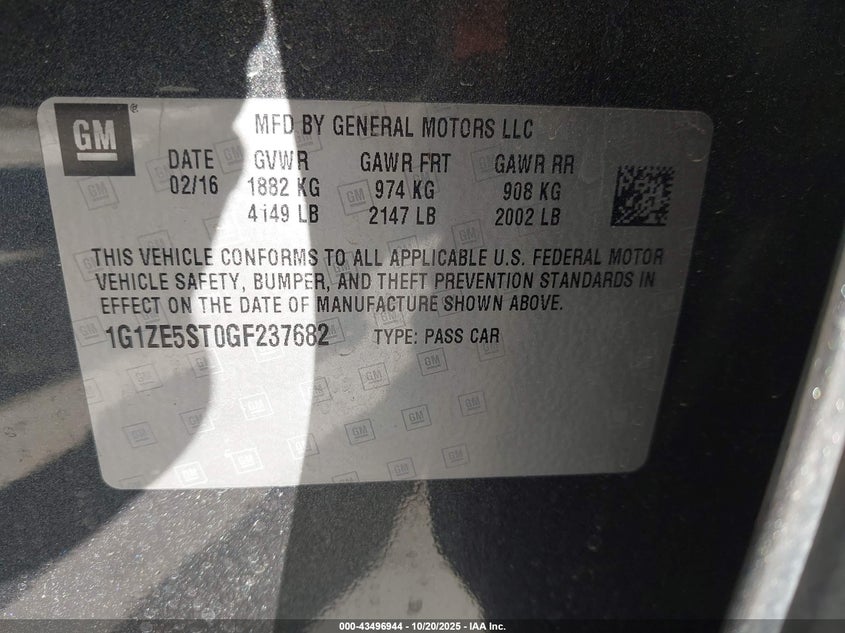 GM
MFD BY GENERAL MOTORS LLC
DATE GVWR GAWR FRT GAWR RR
02/16 1882 KG 974 KG 908 KG
4149 LB 2147 LB 2002 LB
THIS VEHICLE CONFORMS TO ALL APPLICABLE U.S. FEDERAL MOTOR
VEHICLE SAFETY, BUMPER, AND THEFT PREVENTION STANDARDS IN
EFFECT ON THE DATE OF MANUFACTURE SHOWN ABOVE.
1G1ZE5ST0GF237682 TYPE: PASS CAR
000-43496944 - 10/20/2025 - IAA Inc.